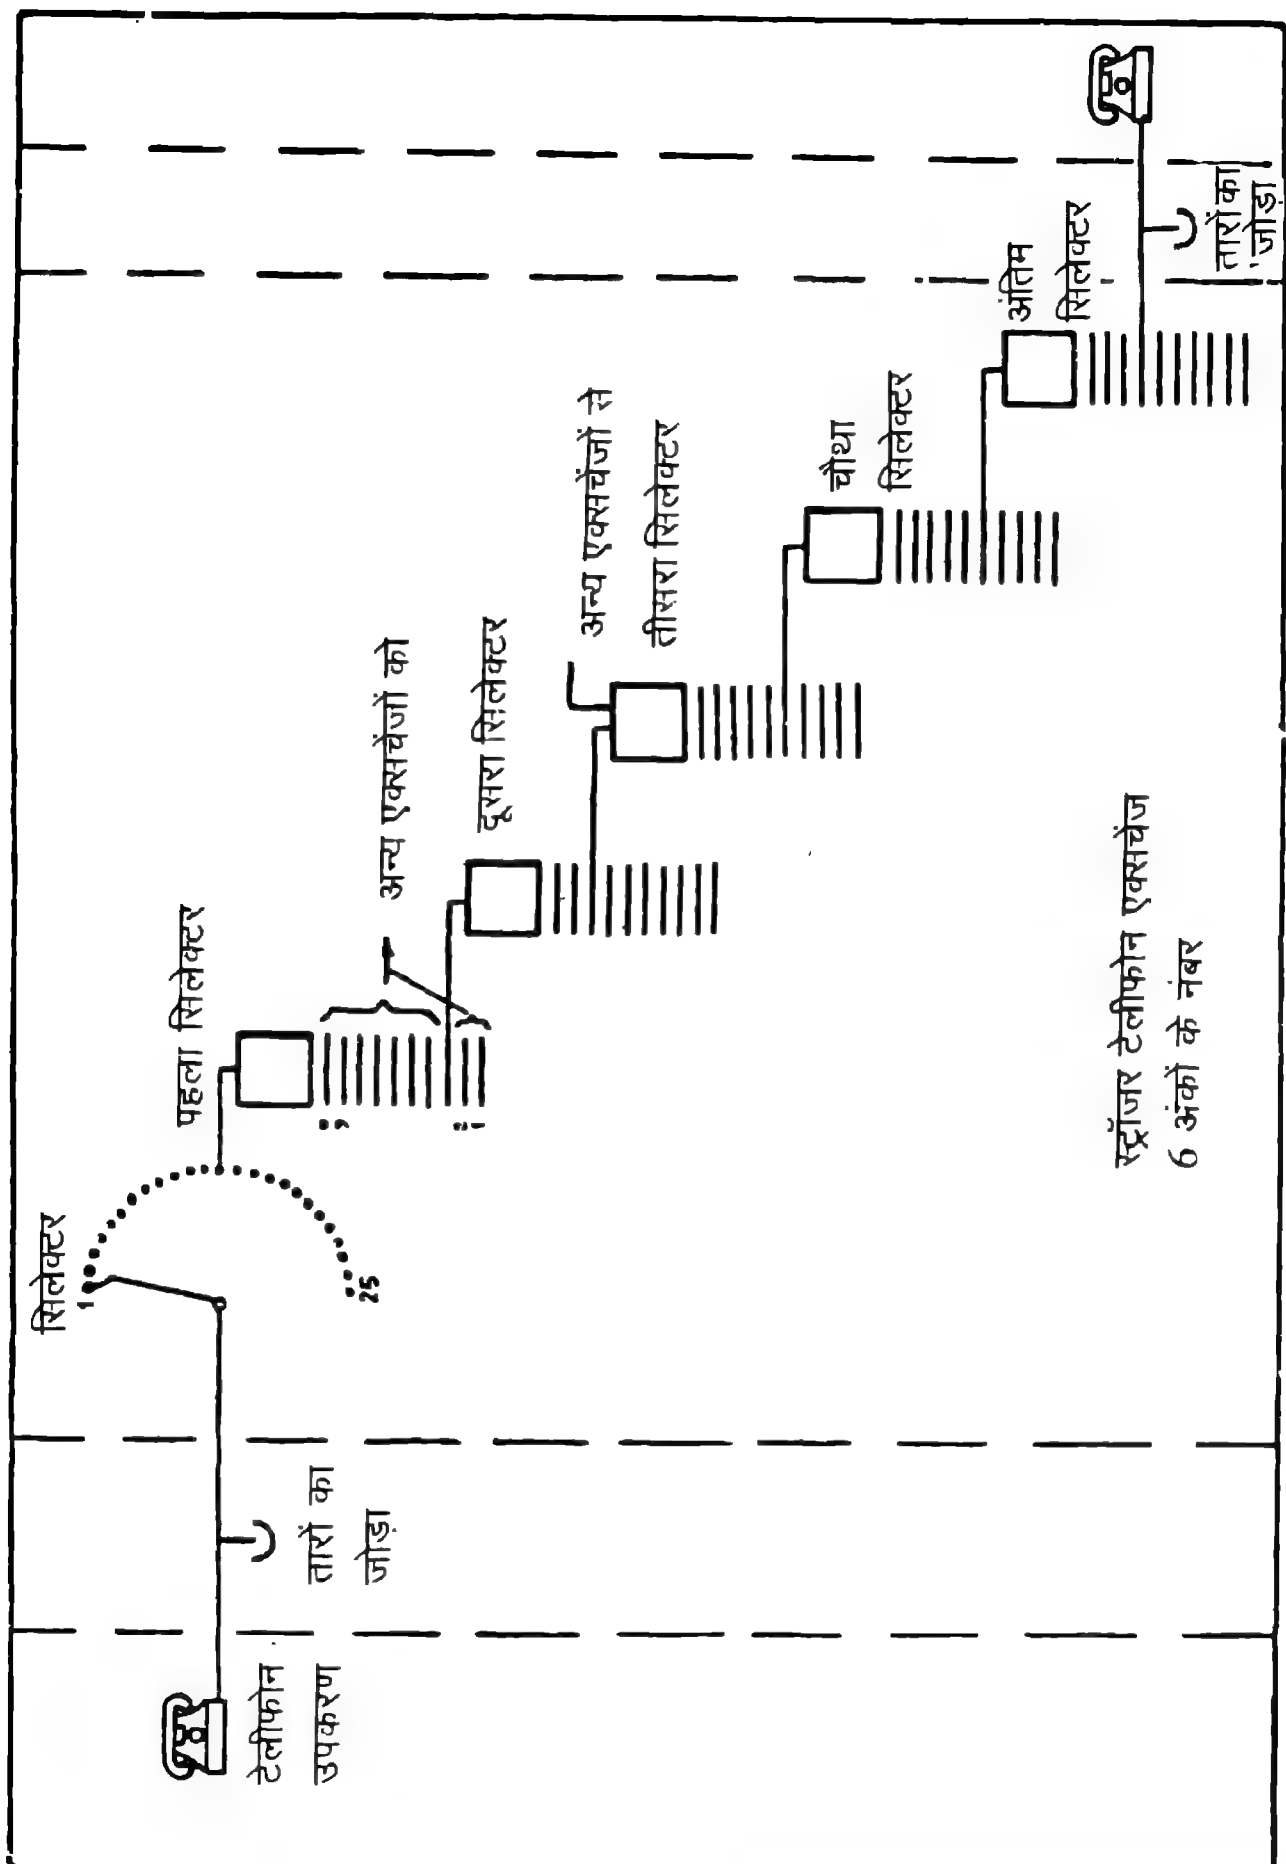 सिलेक्टर
1
25
टेलीफोन
उपकरण
तारों का
जोड़ा
पहला सिलेक्टर
अन्य एक्सचेंजों को
दूसरा सिलेक्टर
अन्य एक्सचेंजों से
तीसरा सिलेक्टर
चौथा
सिलेक्टर
अंतिम
सिलेक्टर
तारों का
जोड़ा
स्ट्रॉजर टेलीफोन एक्सचेंज
6 अंकों के नंबर